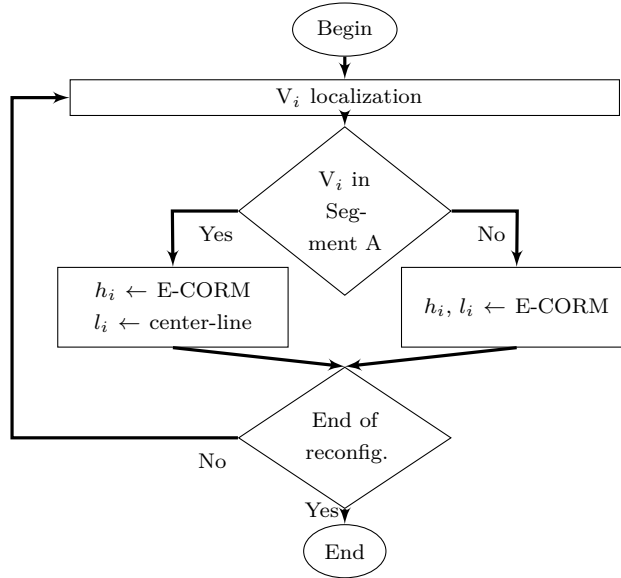 Begin
V_i localization
V_i in
Seg-
ment A
Yes
No
h_i ← E-CORM
l_i ← center-line
h_i, l_i ← E-CORM
End of
reconfig.
No
Yes
End